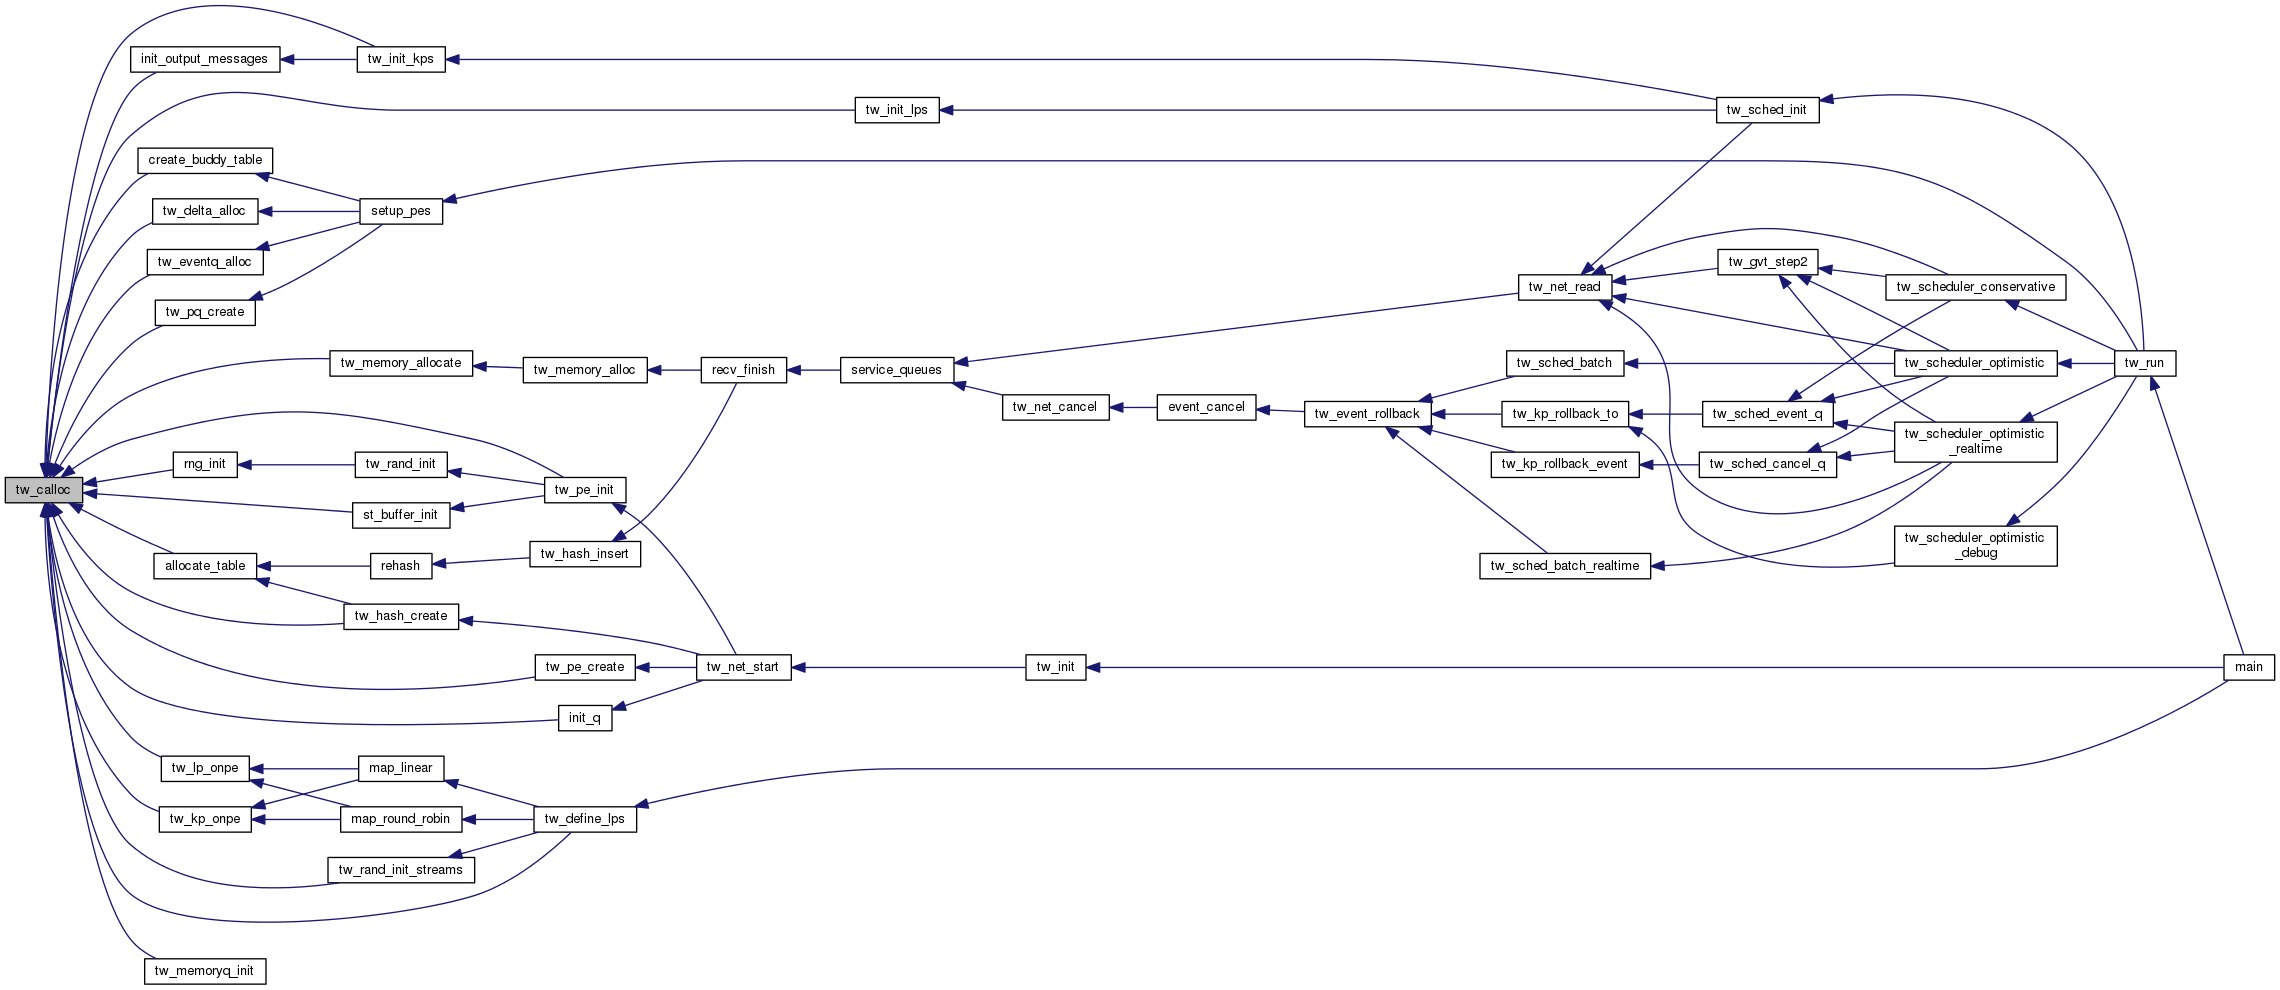 init_output_messages
tw_init_kps
tw_init_lps
tw_sched_init
create_buddy_table
tw_delta_alloc
setup_pes
tw_eventq_alloc
tw_pq_create
tw_gvt_step2
tw_net_read
tw_scheduler_conservative
tw_memory_allocate
tw_memory_alloc
recv_finish
service_queues
tw_sched_batch
tw_scheduler_optimistic
tw_run
tw_net_cancel
event_cancel
tw_event_rollback
tw_kp_rollback_to
tw_sched_event_q
tw_scheduler_optimistic
_realtime
rng_init
tw_rand_init
tw_kp_rollback_event
tw_sched_cancel_q
tw_calloc
tw_pe_init
st_buffer_init
tw_hash_insert
tw_scheduler_optimistic
_debug
allocate_table
rehash
tw_sched_batch_realtime
tw_hash_create
tw_pe_create
tw_net_start
tw_init
main
init_q
tw_lp_onpe
map_linear
tw_kp_onpe
map_round_robin
tw_define_lps
tw_rand_init_streams
tw_memoryq_init